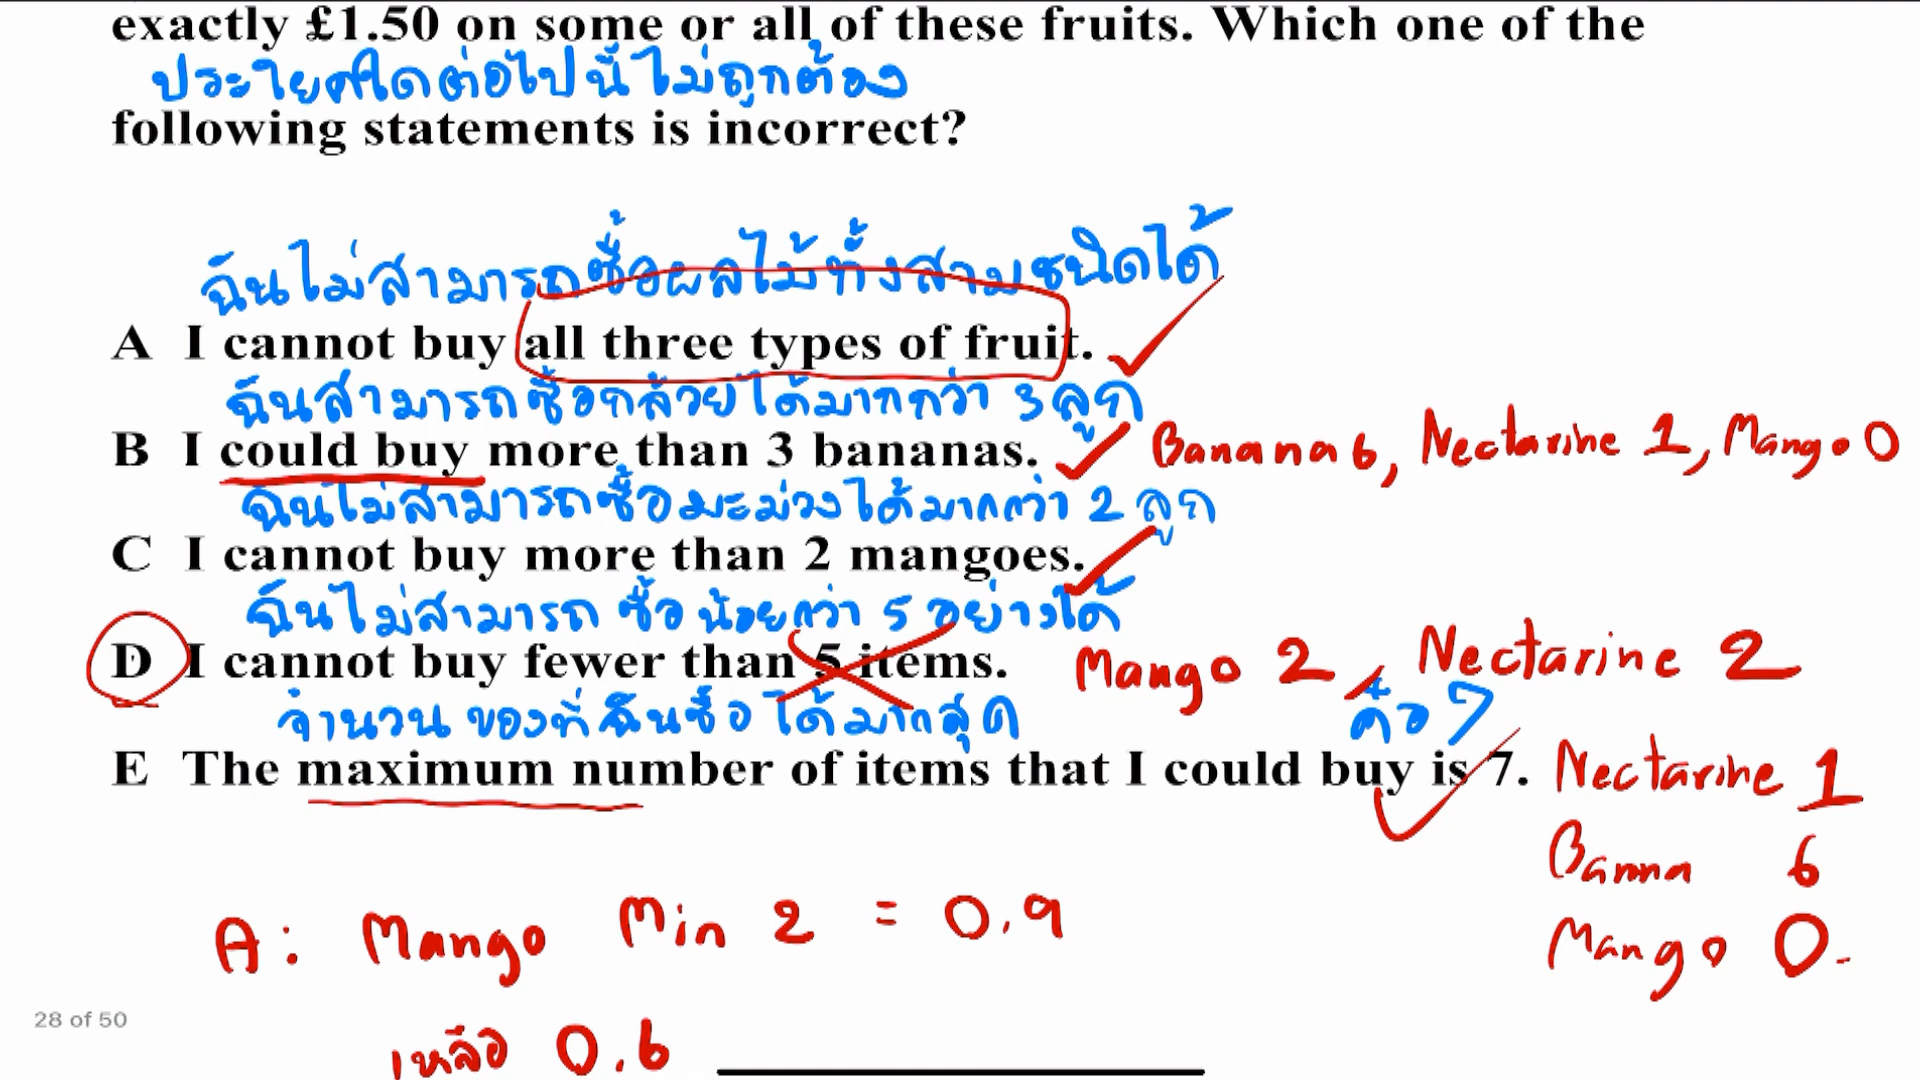 exactly £1.50 on some or all of these fruits. Which one of the
ประโยคใดต่อไปนี้ไม่ถูกต้อง
following statements is incorrect?
ฉันไม่สามารถซื้อผลไม้ทั้งสามชนิดได้
A I cannot buy all three types of fruit.
ฉันสามารถซื้อกล้วยได้มากกว่า 3 ลูก
B I could buy more than 3 bananas. Banana 6, Nectarine 1, Mango 0
ฉันไม่สามารถซื้อมะม่วงได้มากกว่า 2 ลูก
C I cannot buy more than 2 mangoes.
ฉันไม่สามารถ ซื้อ น้อยกว่า 5 อย่างได้
D I cannot buy fewer than 5 items. Mango 2, Nectarine 2
จำนวน ของที่ ฉันซื้อ ได้มากสุด คือ 7
E The maximum number of items that I could buy is 7. Nectarine 1
Banna 6
Mango 0.
A: Mango Min 2 = 0.9
28 of 50
เหลือ 0.6